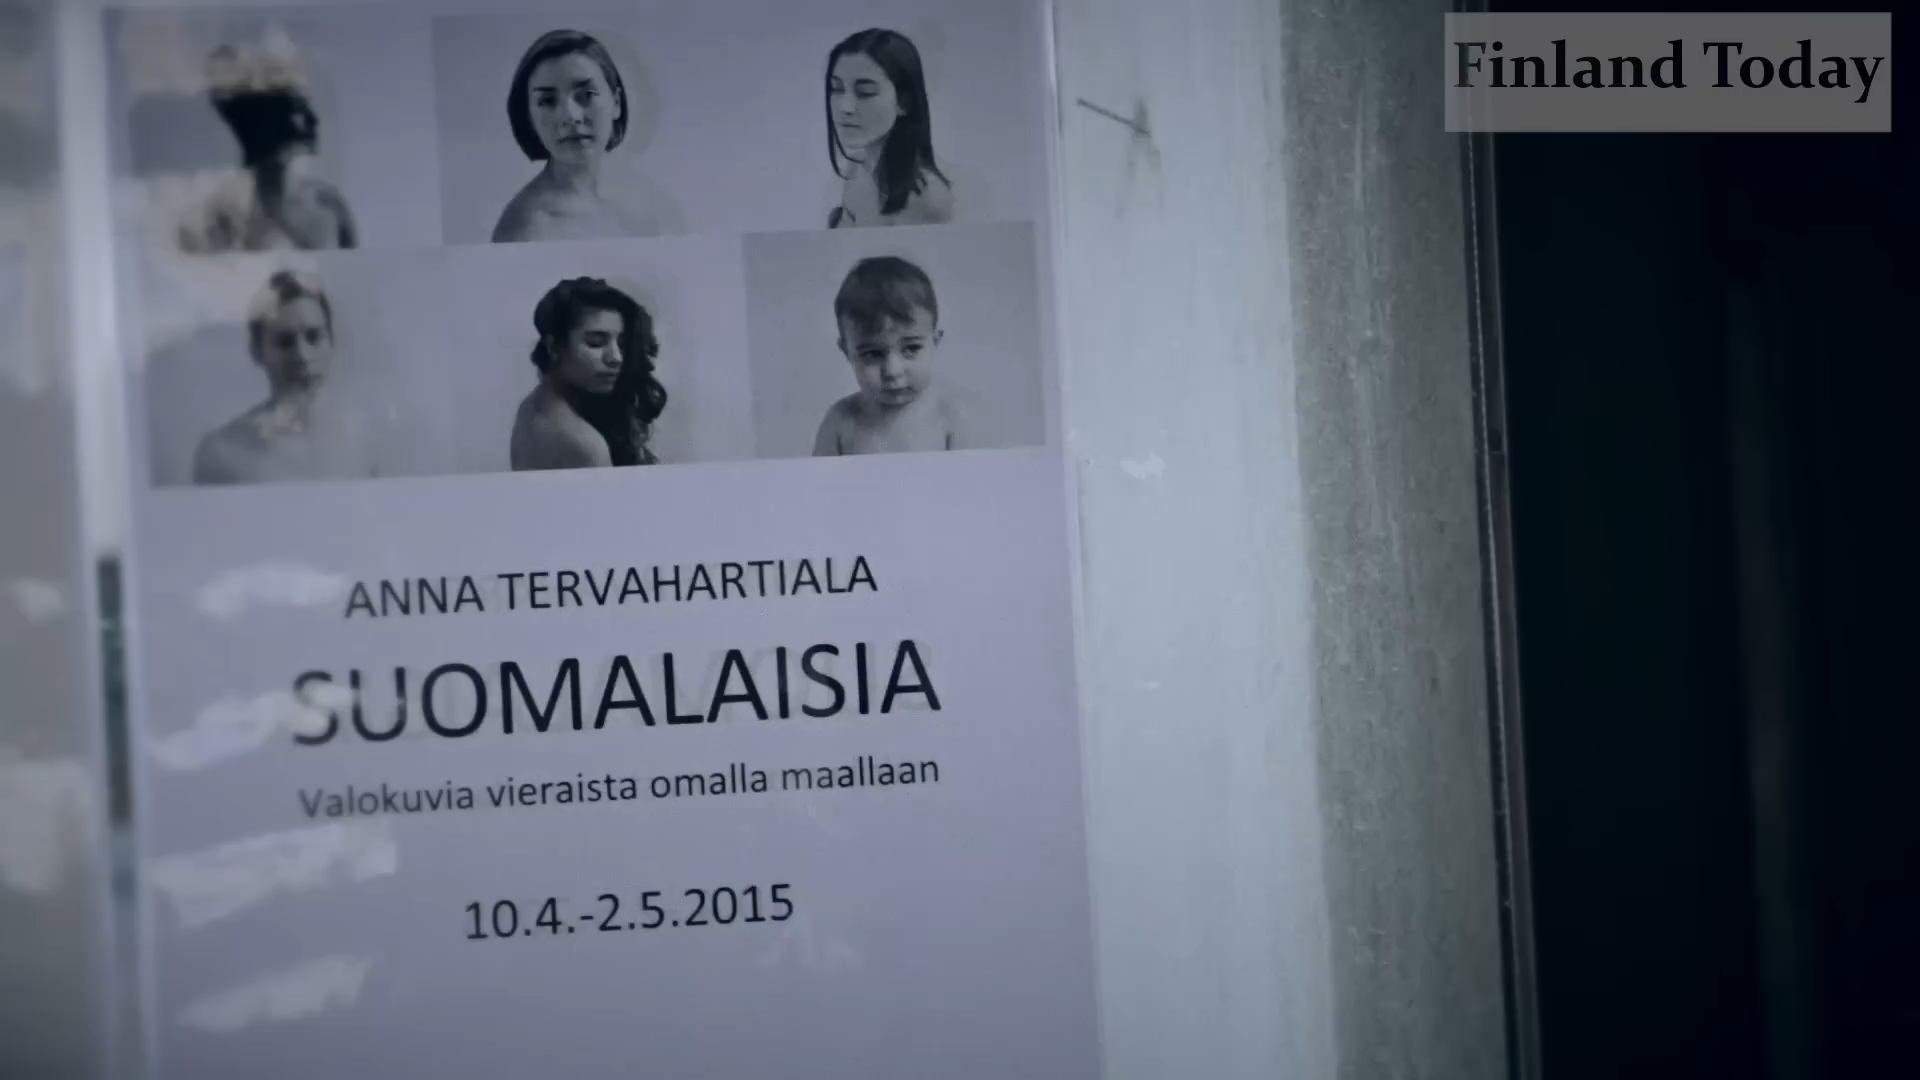 Finland Today
ANNA TERVAHARTIALA
SUOMALAISIA
Valokuvia vieraista omalla maallaan
10.4.-2.5.2015